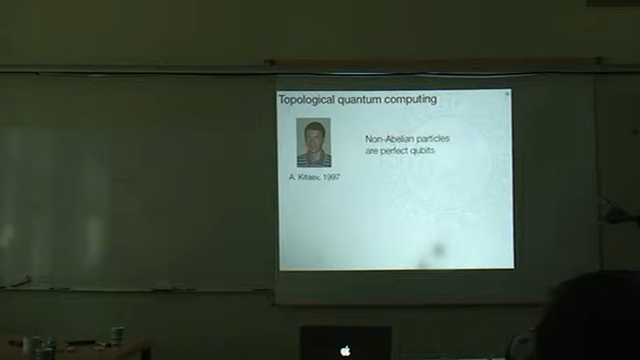 Topological quantum computing
Non-Abelian particles
are perfect qubits
A. Kitaev, 1997